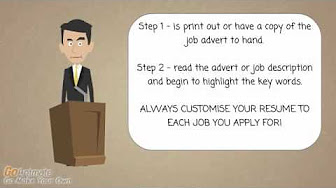 Step 1 - is print out or have a copy of the
job advert to hand.
Step 2 - read the advert or job description
and begin to highlight the key words.
ALWAYS CUSTOMISE YOUR RESUME TO
EACH JOB YOU APPLY FOR!
GoAnimate
Go Make Your Own